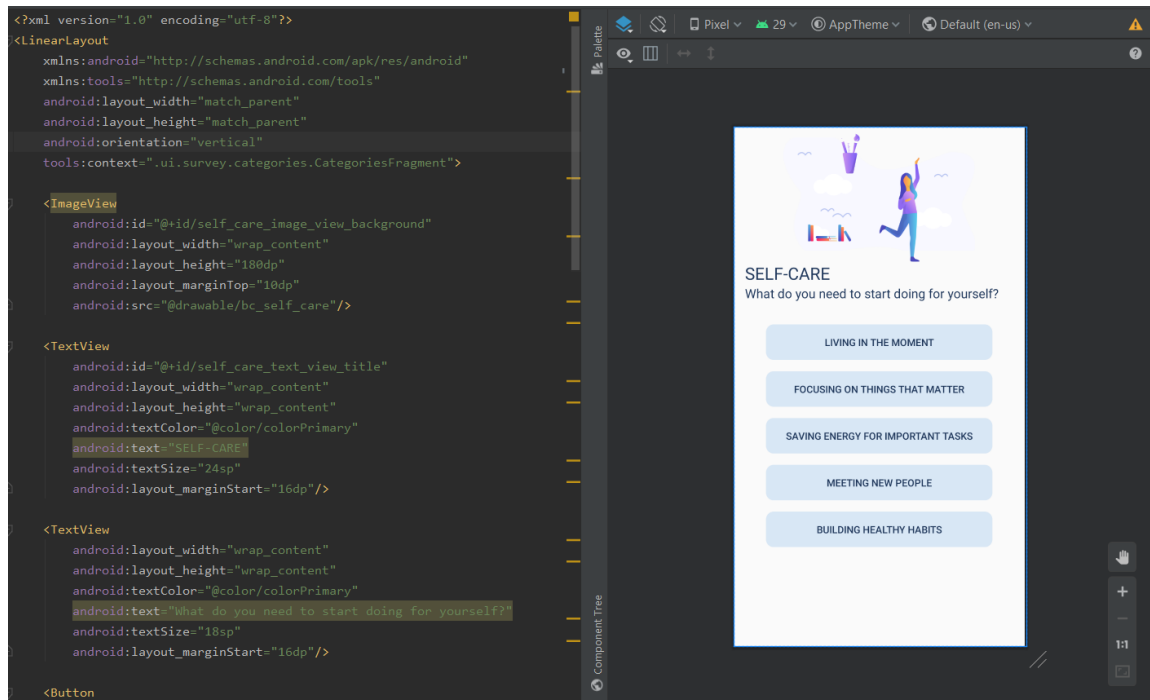 <?xml version="1.0" encoding="utf-8"?>
<LinearLayout
xmlns:android="http://schemas.android.com/apk/res/android"
xmlns:tools="http://schemas.android.com/tools"
android:layout_width="match_parent"
android:layout_height="match_parent"
android:orientation="vertical"
tools:context=".ui.survey.categories.CategoriesFragment">
<ImageView
android:id="@+id/self_care_image_view_background"
android:layout_width="wrap_content"
android:layout_height="180dp"
android:layout_marginTop="10dp"
android:src="@drawable/bc_self_care"/>
<TextView
android:id="@+id/self_care_text_view_title"
android:layout_width="wrap_content"
android:layout_height="wrap_content"
android:textColor="@color/colorPrimary"
android:text="SELF-CARE"
android:textSize="24sp"
android:layout_marginStart="16dp"/>
<TextView
android:layout_width="wrap_content"
android:layout_height="wrap_content"
android:textColor="@color/colorPrimary"
android:text="What do you need to start doing for yourself?"
android:textSize="18sp"
android:layout_marginStart="16dp"/>
<Button
Palette
Component Tree
Pixel 29 AppTheme Default (en-us)
SELF-CARE
What do you need to start doing for yourself?
LIVING IN THE MOMENT
FOCUSING ON THINGS THAT MATTER
SAVING ENERGY FOR IMPORTANT TASKS
MEETING NEW PEOPLE
BUILDING HEALTHY HABITS
1:1